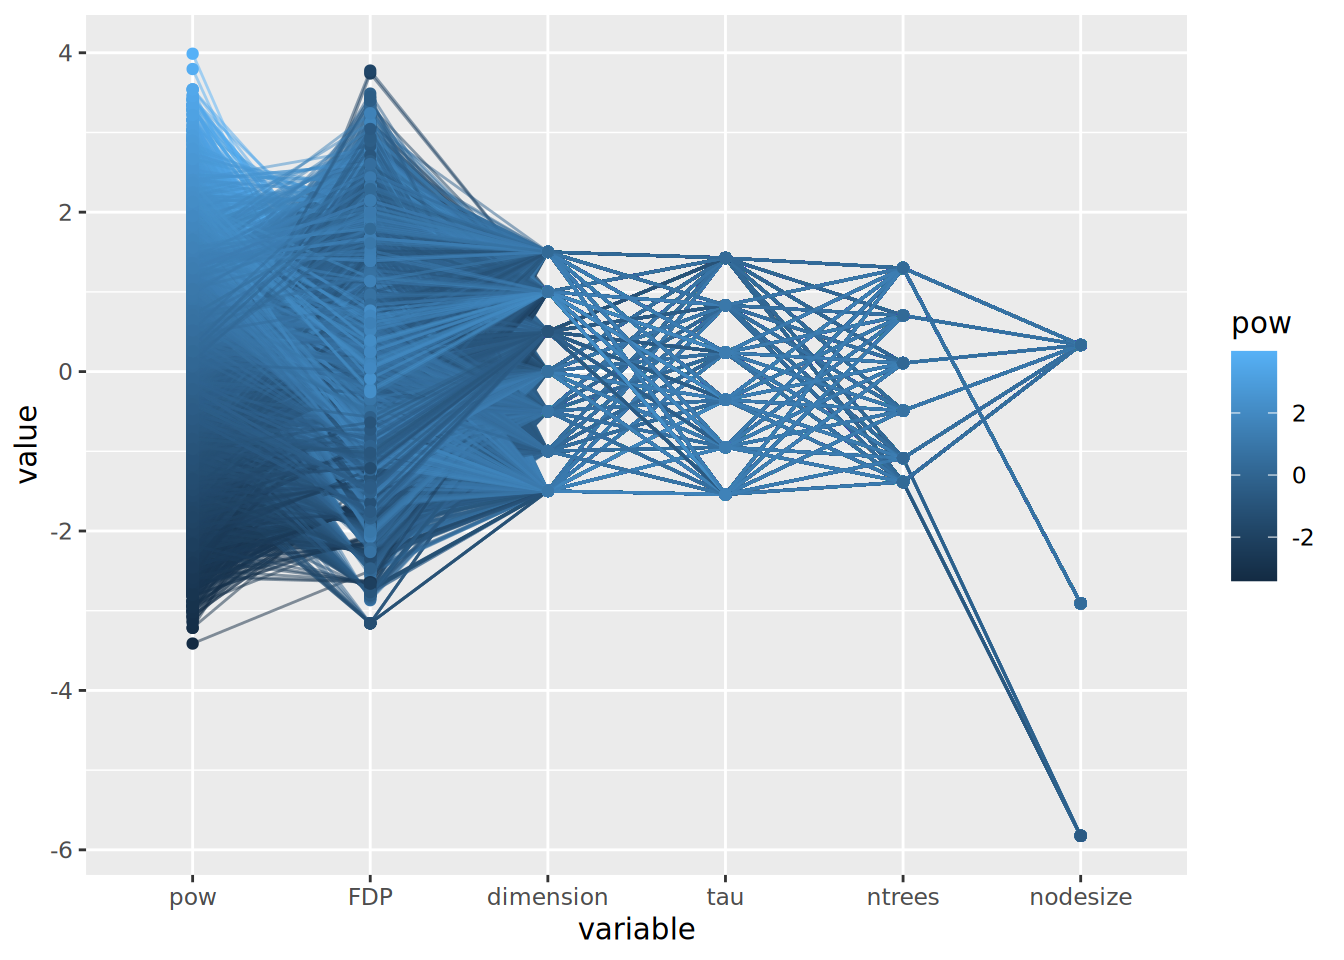 4
2
0
-2
-4
-6
value
pow
FDP
dimension
tau
ntrees
nodesize
variable
pow
2
0
-2